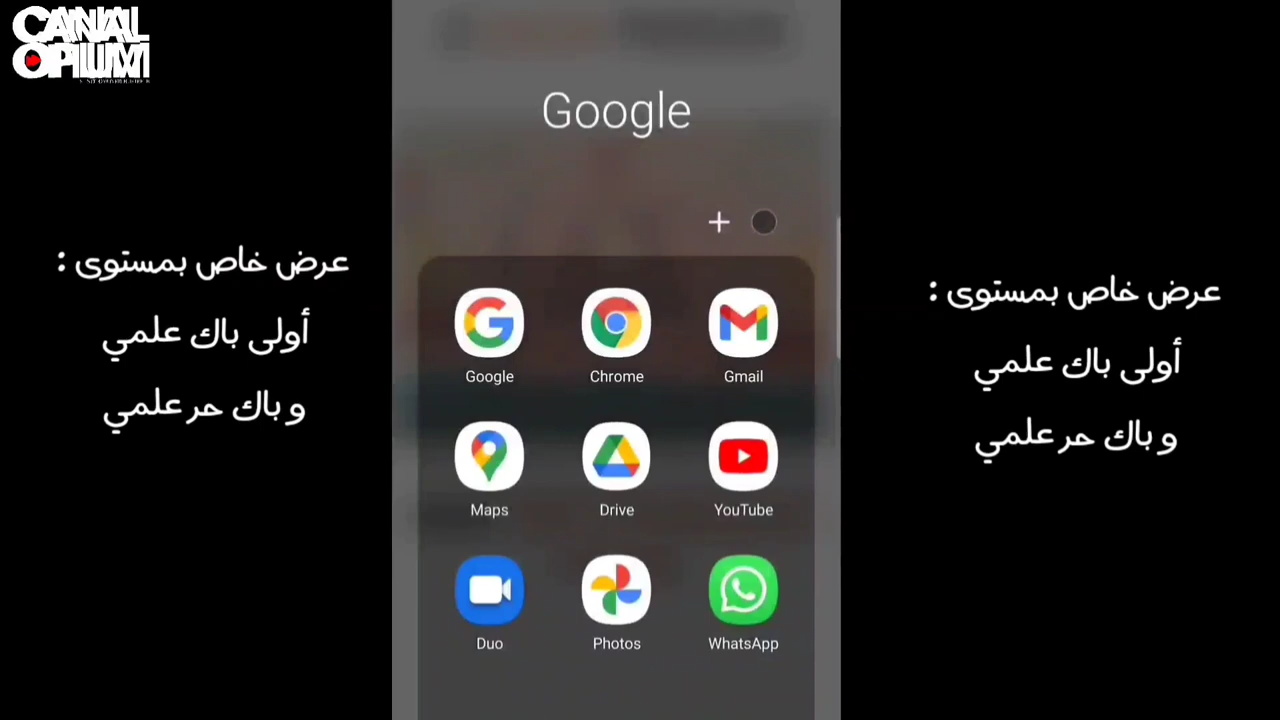 CANAL
OPIUM
Google
عرض خاص بمستوى :
أولى باك علمي
و باك حر علمي
Google
Chrome
Gmail
Maps
Drive
YouTube
Duo
Photos
WhatsApp
عرض خاص بمستوى :
أولى باك علمي
و باك حر علمي